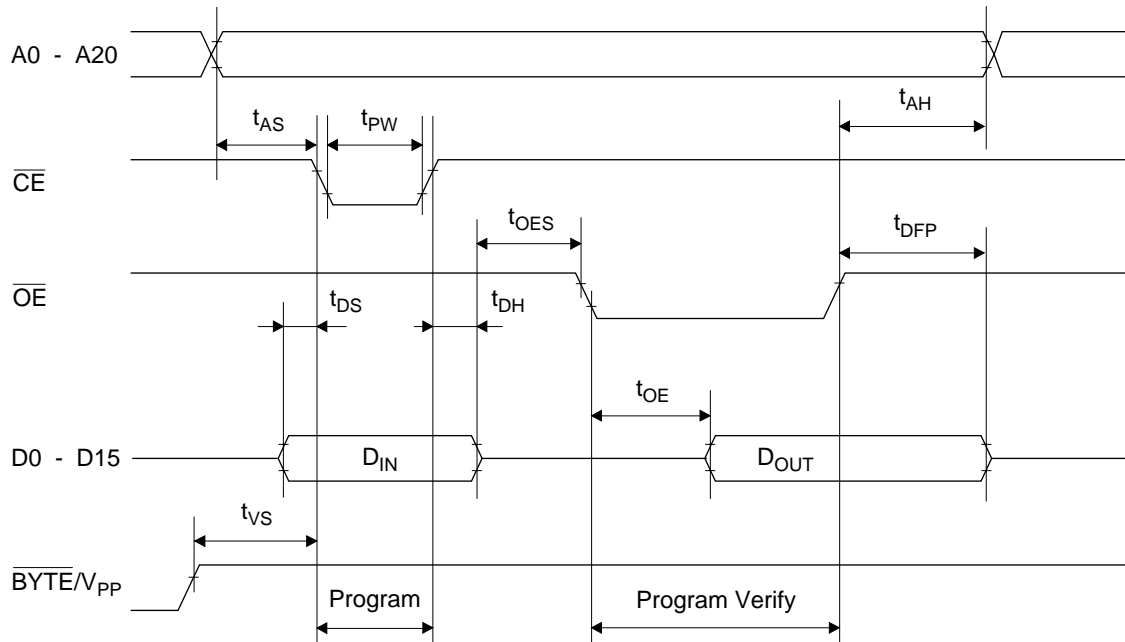 A0 - A20
tAH
tAS
tPW
CE
tOES
tDFP
OE
tDS
tDH
tOE
D0 - D15
DIN
DOUT
tVS
BYTE/VPP
Program
Program Verify